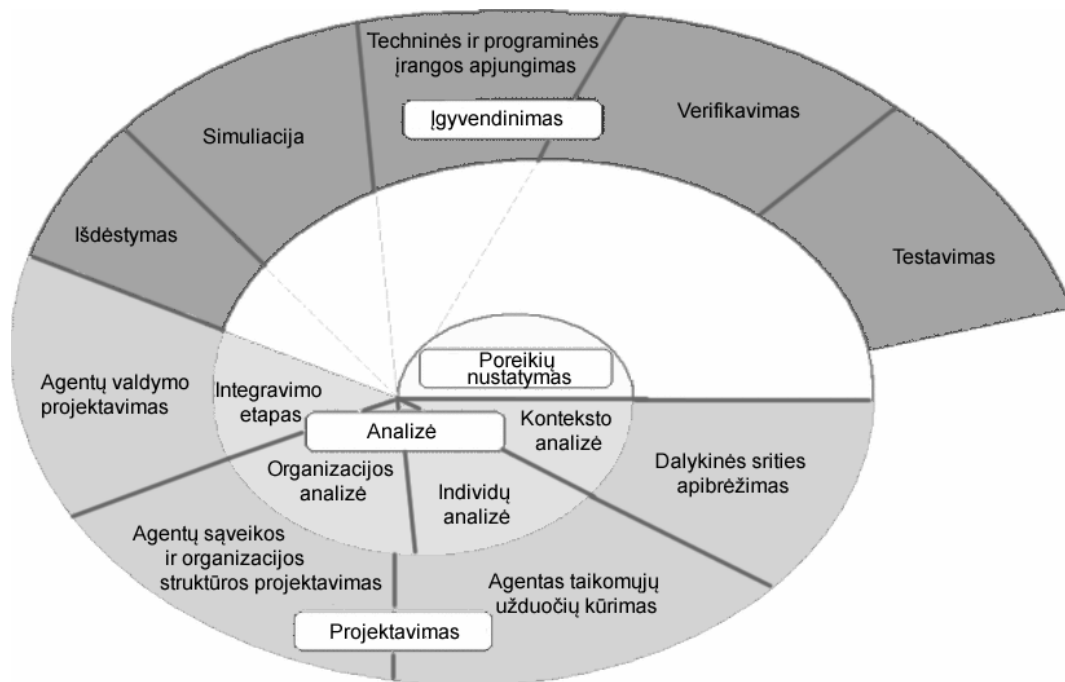 Techninės ir programinės
įrangos apjungimas
Įgyvendinimas
Verifikavimas
Simuliacija
Išdėstymas
Testavimas
Poreikių
nustatymas
Agentų valdymo
projektavimas
Integravimo
etapas
Analizė
Konteksto
analizė
Organizacijos
analizė
Individų
analizė
Dalykinės srities
apibrėžimas
Agentų sąveikos
ir organizacijos
struktūros projektavimas
Agentas taikomųjų
užduočių kūrimas
Projektavimas